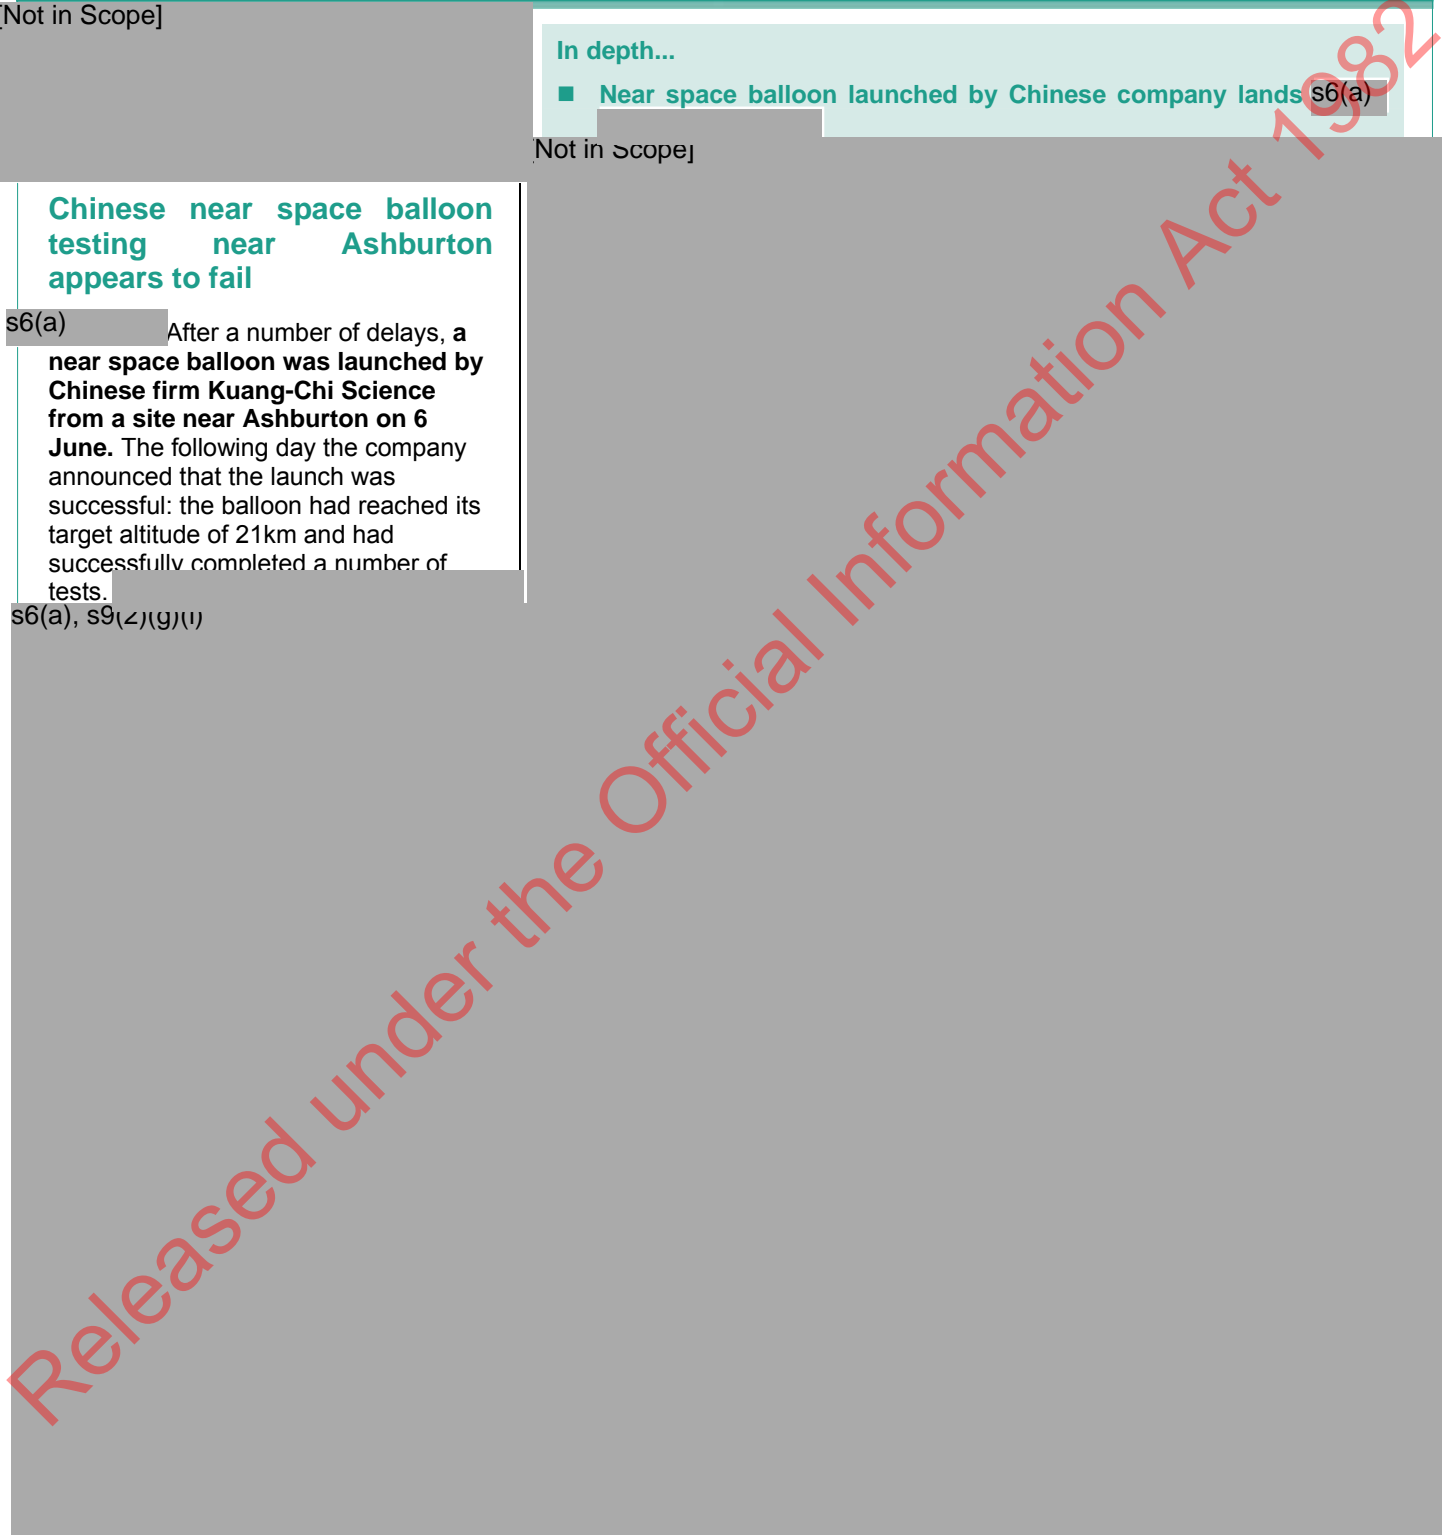 [Not in Scope]
In depth...
■ Near space balloon launched by Chinese company lands s6(a)
[Not in Scope]
Chinese near space balloon
testing near Ashburton
appears to fail
s6(a)
After a number of delays, a
near space balloon was launched by
Chinese firm Kuang-Chi Science
from a site near Ashburton on 6
June. The following day the company
announced that the launch was
successful: the balloon had reached its
target altitude of 21km and had
successfully completed a number of
tests.
s6(a), s9(2)(g)(i)
Released under the Official Information Act 1982